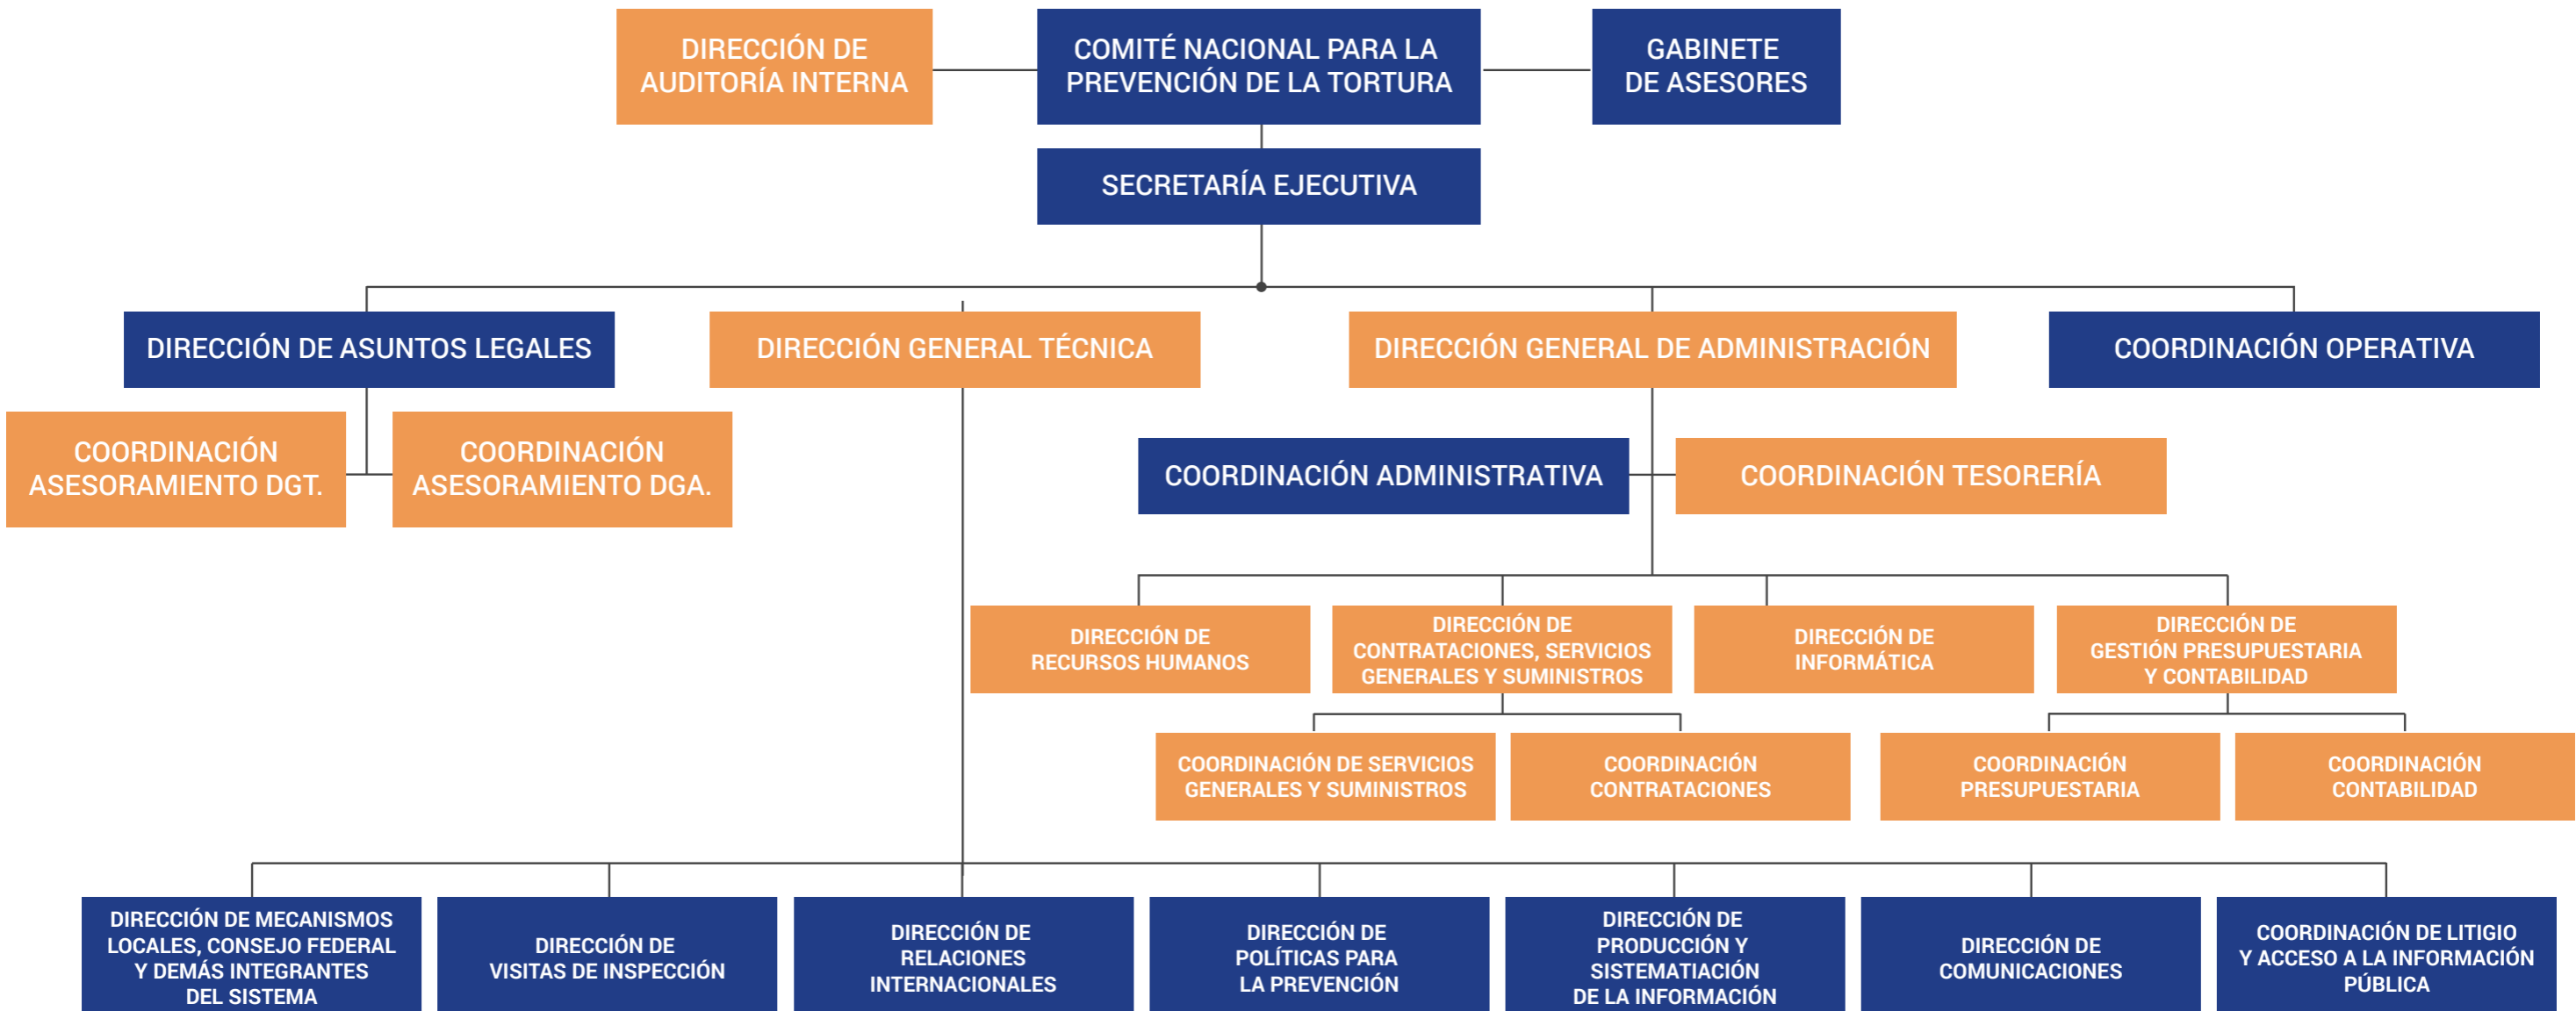 DIRECCIÓN DE
AUDITORÍA INTERNA
COMITÉ NACIONAL PARA LA
PREVENCIÓN DE LA TORTURA
GABINETE
DE ASESORES
SECRETARÍA EJECUTIVA
DIRECCIÓN DE ASUNTOS LEGALES
DIRECCIÓN GENERAL TÉCNICA
DIRECCIÓN GENERAL DE ADMINISTRACIÓN
COORDINACIÓN OPERATIVA
COORDINACIÓN
ASESORAMIENTO DGT.
COORDINACIÓN
ASESORAMIENTO DGA.
COORDINACIÓN ADMINISTRATIVA
COORDINACIÓN TESORERÍA
DIRECCIÓN DE
RECURSOS HUMANOS
DIRECCIÓN DE
CONTRATACIONES, SERVICIOS
GENERALES Y SUMINISTROS
DIRECCIÓN DE
INFORMÁTICA
DIRECCIÓN DE
GESTIÓN PRESUPUESTARIA
Y CONTABILIDAD
COORDINACIÓN DE SERVICIOS
GENERALES Y SUMINISTROS
COORDINACIÓN
CONTRATACIONES
COORDINACIÓN
PRESUPUESTARIA
COORDINACIÓN
CONTABILIDAD
DIRECCIÓN DE MECANISMOS
LOCALES, CONSEJO FEDERAL
Y DEMÁS INTEGRANTES
DEL SISTEMA
DIRECCIÓN DE
VISITAS DE INSPECCIÓN
DIRECCIÓN DE
RELACIONES
INTERNACIONALES
DIRECCIÓN DE
POLÍTICAS PARA
LA PREVENCIÓN
DIRECCIÓN DE
PRODUCCIÓN Y
SISTEMATIACIÓN
DE LA INFORMACIÓN
DIRECCIÓN DE
COMUNICACIONES
COORDINACIÓN DE LITIGIO
Y ACCESO A LA INFORMACIÓN
PÚBLICA